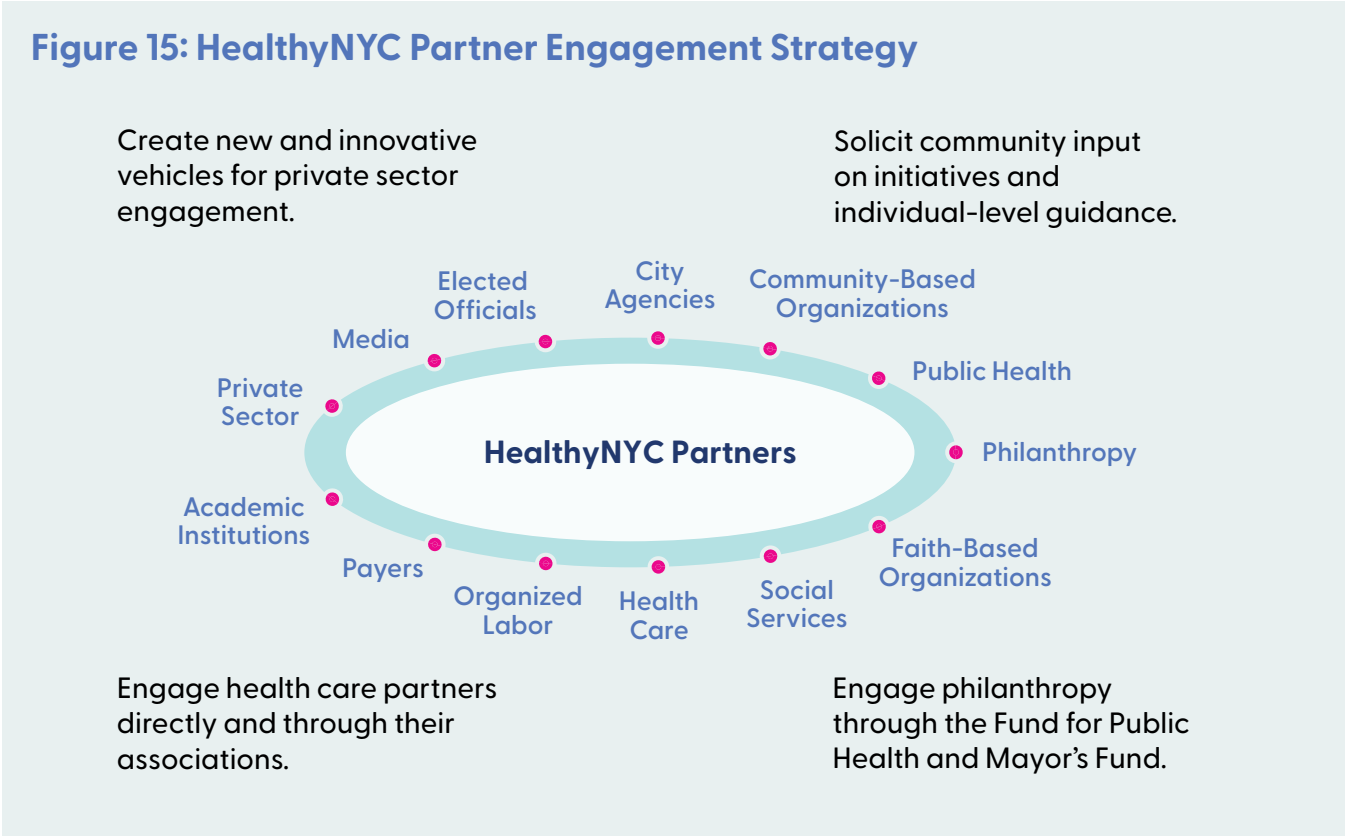 Figure 15: HealthyNYC Partner Engagement Strategy
Create new and innovative
vehicles for private sector
engagement.
Solicit community input
on initiatives and
individual-level guidance.
Elected
Officials
City
Agencies
Community-Based
Organizations
Media
Public Health
Private
Sector
HealthyNYC Partners
Philanthropy
Academic
Institutions
Payers
Organized
Labor
Health
Care
Social
Services
Faith-Based
Organizations
Engage health care partners
directly and through their
associations.
Engage philanthropy
through the Fund for Public
Health and Mayor’s Fund.